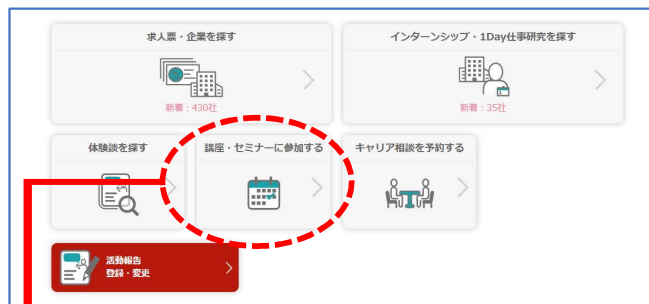 求人票・企業を探す
インターンシップ・1Day仕事研究を探す
新着:430社
新着:35社
体験談を探す
講座・セミナーに参加する
キャリア相談を予約する
活動報告
登録・変更